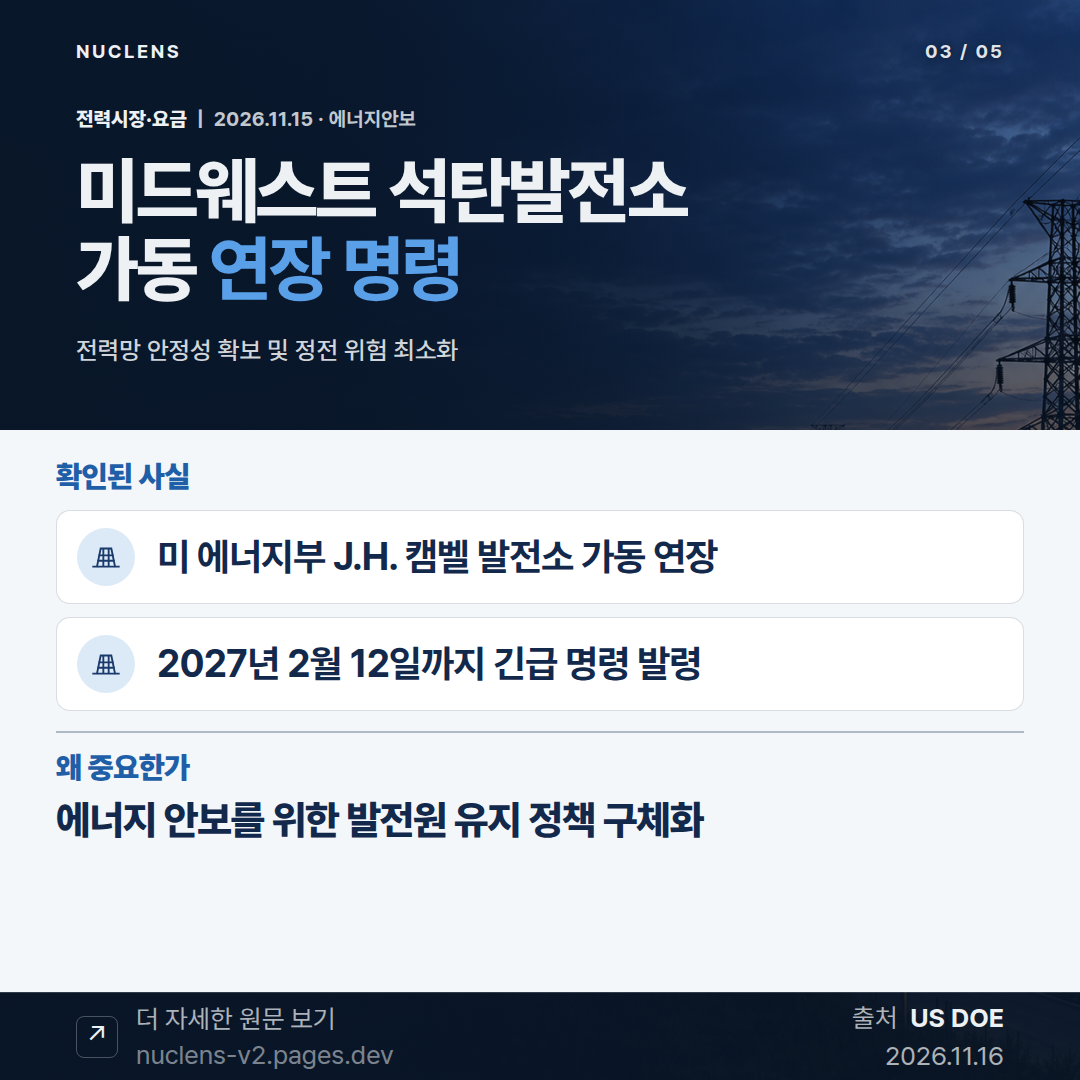 NUCLENS
03 / 05
전력시장·요금 | 2026.11.15 · 에너지안보
미드웨스트 석탄발전소
가동 연장 명령
전력망 안정성 확보 및 정전 위험 최소화
확인된 사실
미 에너지부 J.H. 캠벨 발전소 가동 연장
2027년 2월 12일까지 긴급 명령 발령
왜 중요한가
에너지 안보를 위한 발전원 유지 정책 구체화
더 자세한 원문 보기
nuclens-v2.pages.dev
출처 US DOE
2026.11.16